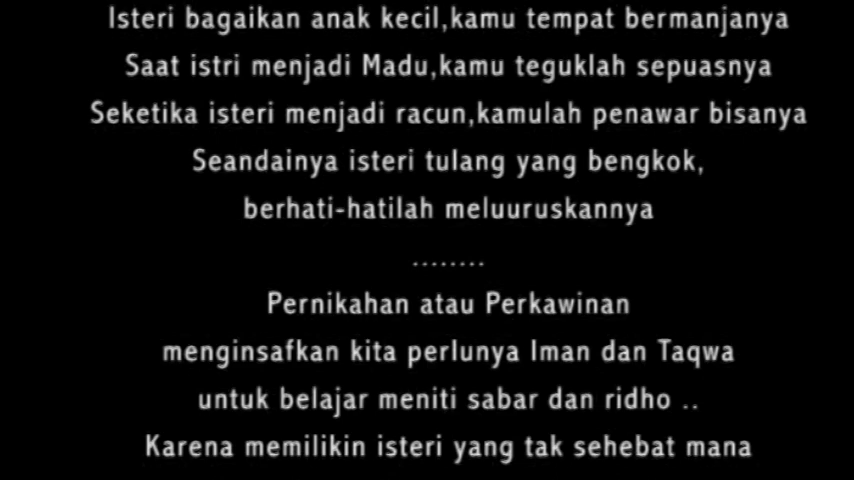 Isteri bagaikan anak kecil,kamu tempat bermanjanya
Saat istri menjadi Madu,kamu teguklah sepuasnya
Seketika isteri menjadi racun,kamulah penawar bisanya
Seandainya isteri tulang yang bengkok,
berhati-hatilah meluuruskannya
........
Pernikahan atau Perkawinan
menginsafkan kita perlunya Iman dan Taqwa
untuk belajar meniti sabar dan ridho ..
Karena memilikin isteri yang tak sehebat mana